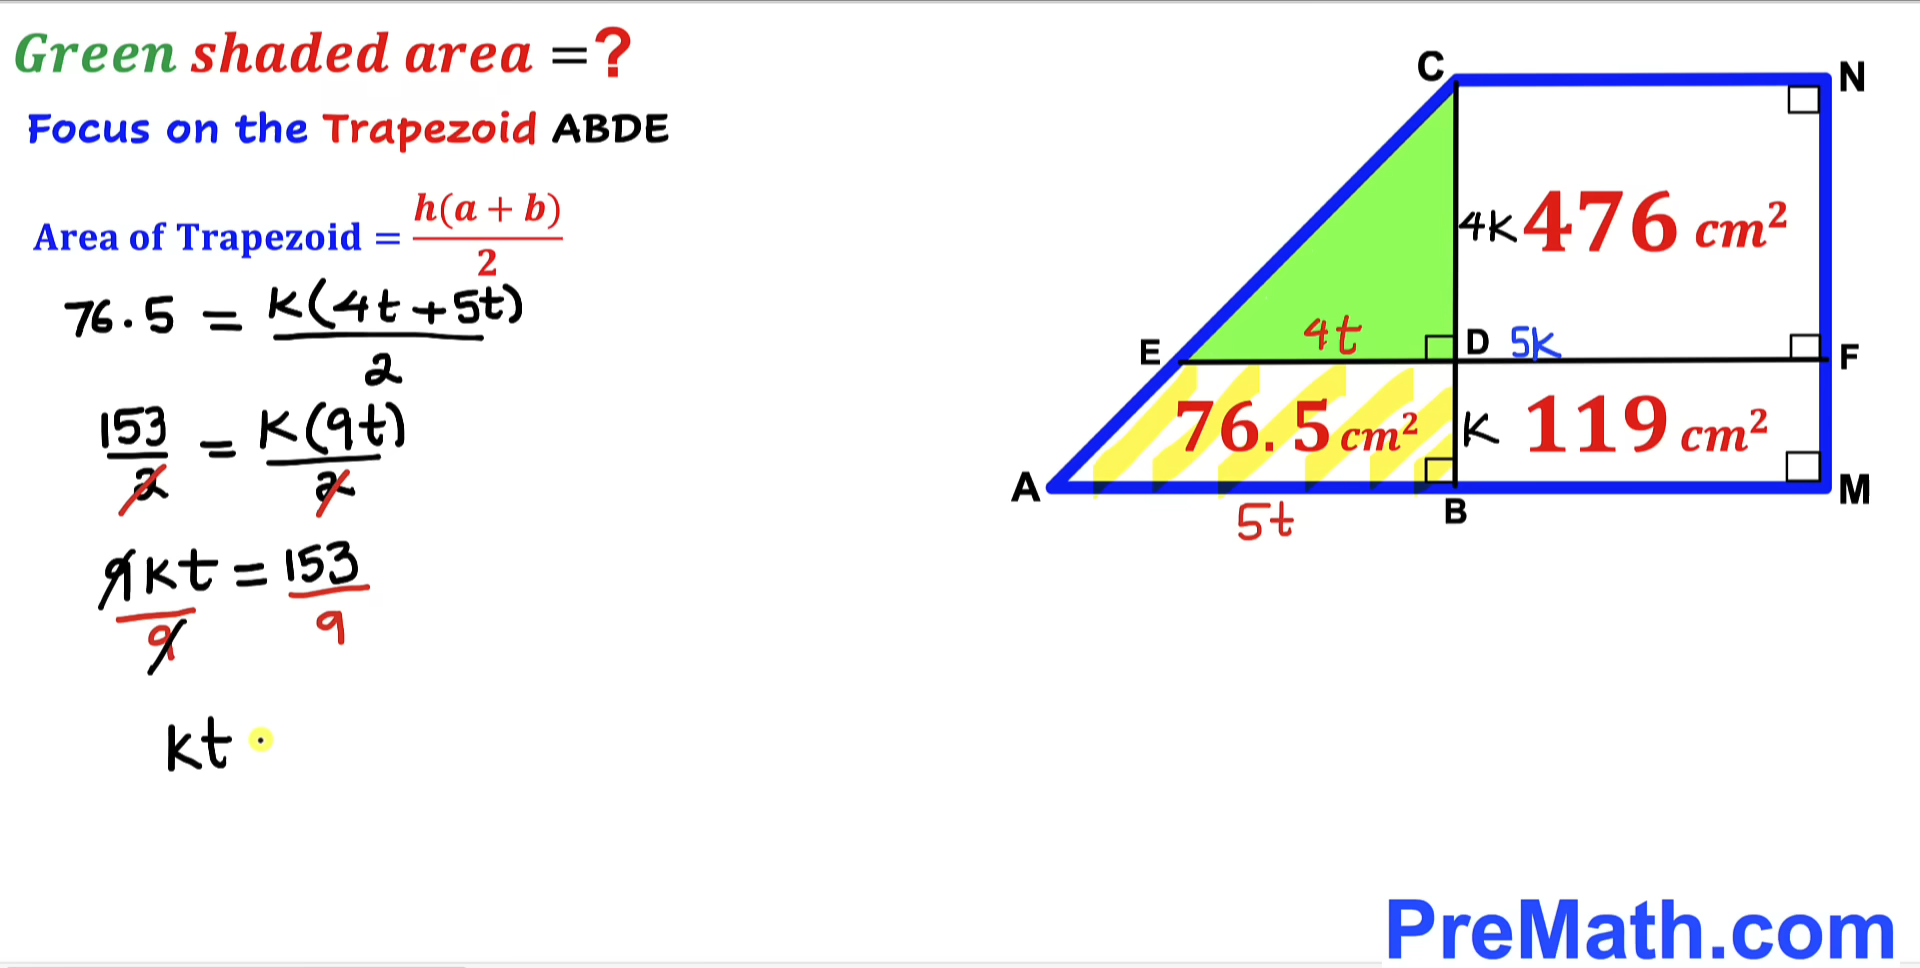 Green shaded area =?
Focus on the Trapezoid ABDE
Area of Trapezoid = h(a + b)
2
76.5 = K(4t+5t)
2
153 = K(9t)
2 2
9kt = 153
9 9
kt
C
N
4K 476 cm²
4t
E
D 5K
F
76.5 cm² K 119 cm²
A
M
5t
B
PreMath.com